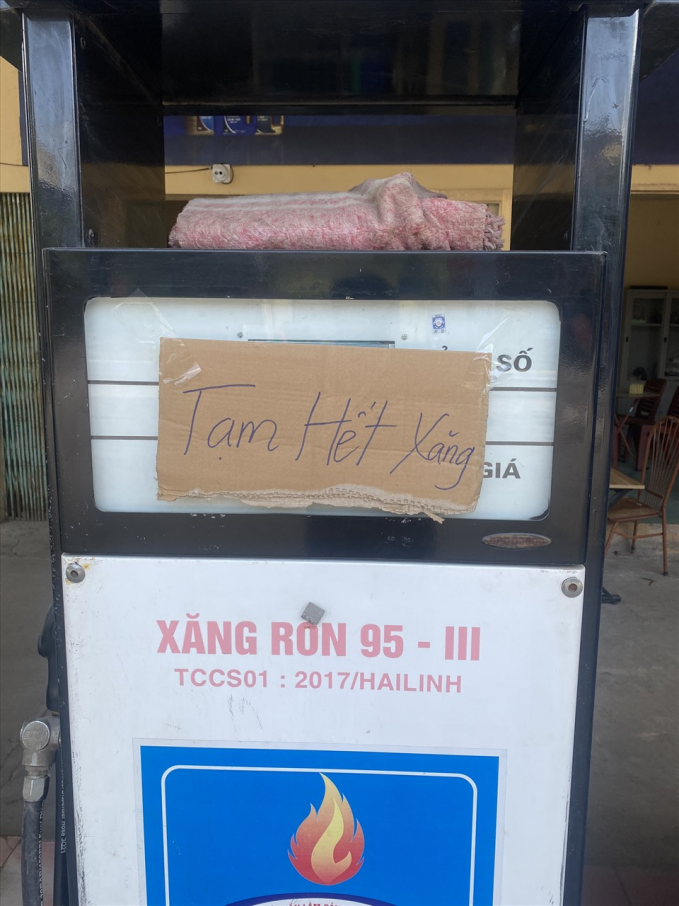 SỐ
Tạm Hết Xăng
GIÁ
XĂNG RON 95 - III
TCCS01 : 2017/HAILINH